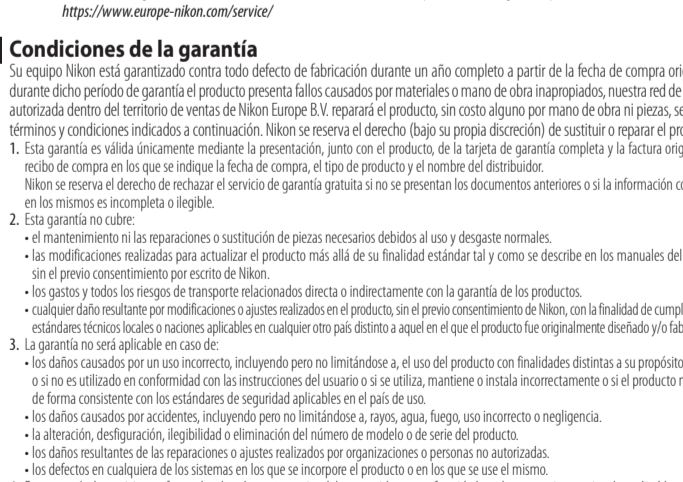 https://www.europe-nikon.com/service/
Condiciones de la garantía
Su equipo Nikon está garantizado contra todo defecto de fabricación durante un año completo a partir de la fecha de compra
durante dicho período de garantía el producto presenta fallos causados por materiales o mano de obra inapropiados, nuestra red de
autorizada dentro del territorio de ventas de Nikon Europe B.V. reparará el producto, sin costo alguno por mano de obra ni piezas,
términos y condiciones indicados a continuación. Nikon se reserva el derecho (bajo su propia discreción) de sustituir o reparar el
1. Esta garantía es válida únicamente mediante la presentación, junto con el producto, de la tarjeta de garantía completa y la factura
recibo de compra en los que se indique la fecha de compra, el tipo de producto y el nombre del distribuidor.
Nikon se reserva el derecho de rechazar el servicio de garantía gratuita si no se presentan los documentos anteriores o si la información
en los mismos es incompleta o ilegible.
2. Esta garantía no cubre:
• el mantenimiento ni las reparaciones o sustitución de piezas necesarios debidos al uso y desgaste normales.
• las modificaciones realizadas para actualizar el producto más allá de su finalidad estándar tal y como se describe en los manuales del
sin el previo consentimiento por escrito de Nikon.
• los gastos y todos los riesgos de transporte relacionados directa o indirectamente con la garantía de los productos.
• cualquier daño resultante por modificaciones o ajustes realizados en el producto, sin el previo consentimiento de Nikon, con la finalidad de
estándares técnicos locales o naciones aplicables en cualquier otro país distinto a aquel en el que el producto fue originalmente diseñado y/o
3. La garantía no será aplicable en caso de:
• los daños causados por un uso incorrecto, incluyendo pero no limitándose a, el uso del producto con finalidades distintas a su propósito
o si no es utilizado en conformidad con las instrucciones del usuario o si se utiliza, mantiene o instala incorrectamente o si el producto
de forma consistente con los estándares de seguridad aplicables en el país de uso.
• los daños causados por accidentes, incluyendo pero no limitándose a, rayos, agua, fuego, uso incorrecto o negligencia.
• la alteración, desfiguración, ilegibilidad o eliminación del número de modelo o de serie del producto.
• los daños resultantes de las reparaciones o ajustes realizados por organizaciones o personas no autorizadas.
• los defectos en cualquiera de los sistemas en los que se incorpore el producto o en los que se use el mismo.